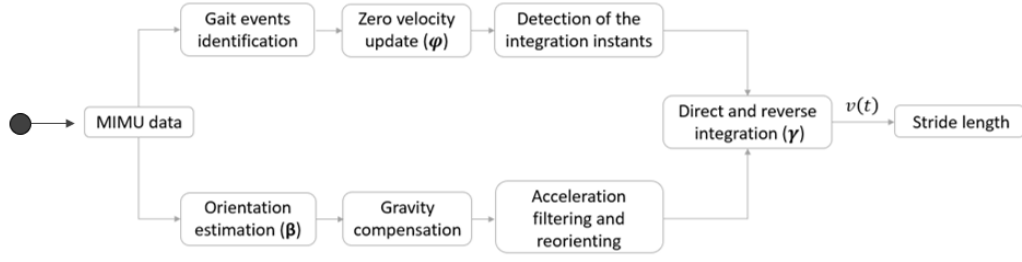 Gait events
identification
Zero velocity
update (φ)
Detection of the
integration instants
MIMU data
Direct and reverse
integration (γ)
v(t)
Stride length
Orientation
estimation (β)
Gravity
compensation
Acceleration
filtering and
reorienting